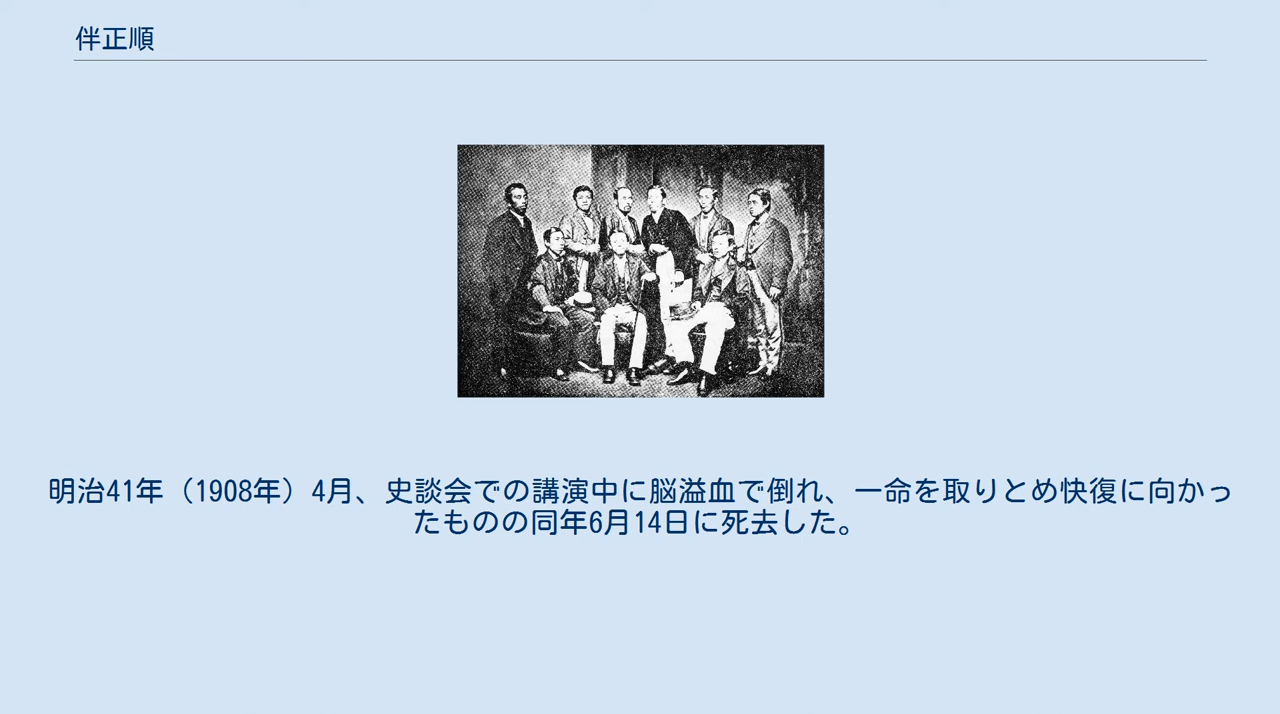 伴正順
明治41年（1908年）4月、史談会での講演中に脳溢血で倒れ、一命を取りとめ快復に向かっ
たものの同年6月14日に死去した。